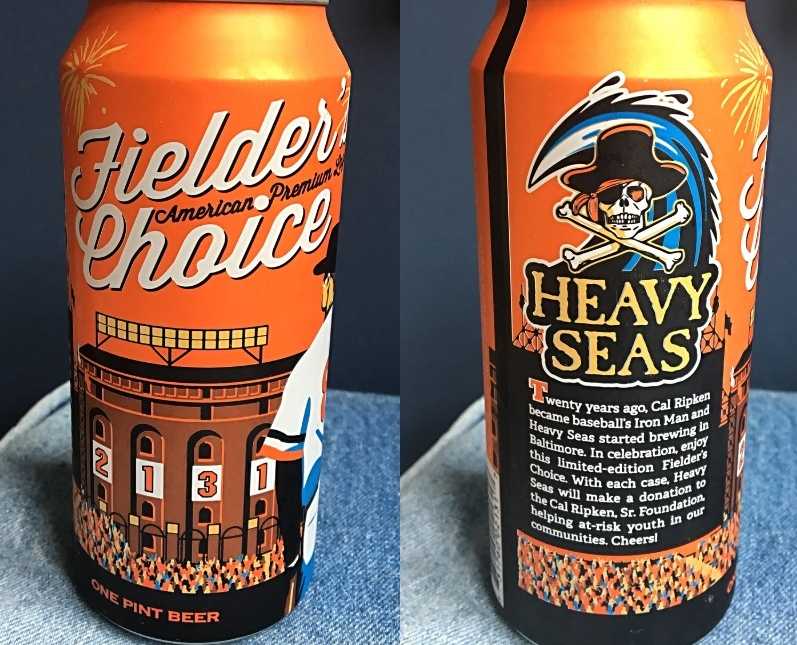 Fielder's
American Premium
Choice
2 1 3 1
ONE PINT BEER
HEAVY
SEAS
Twenty years ago, Cal Ripken
became baseball's Iron Man and
Heavy Seas started brewing in
Baltimore. In celebration, enjoy
this limited-edition Fielder's
Choice. With each case, Heavy
Seas will make a donation to
the Cal Ripken, Sr. Foundation,
helping at-risk youth in our
communities. Cheers!